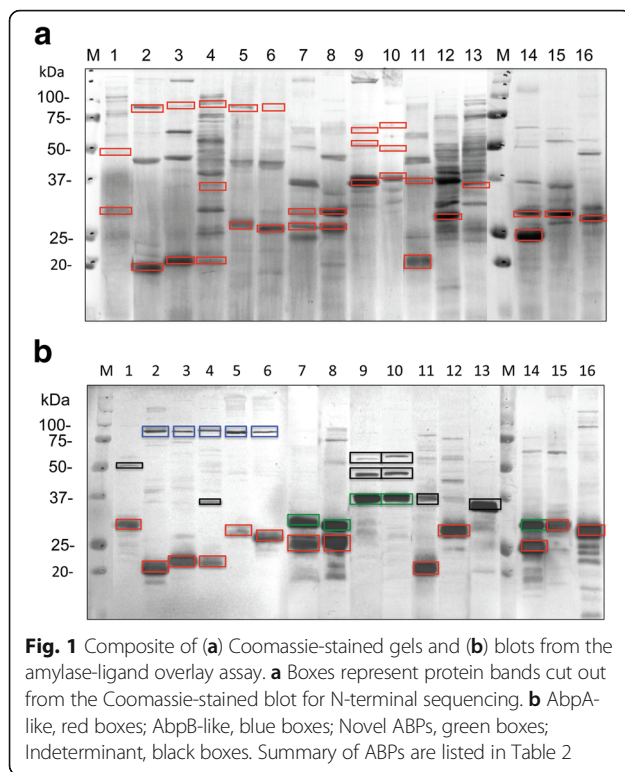 a
M 1 2 3 4 5 6 7 8 9 10 11 12 13 M 14 15 16
kDa
100-
75-
50-
37-
25-
20-
b
M 1 2 3 4 5 6 7 8 9 10 11 12 13 M 14 15 16
kDa
100-
75-
50-
37-
25-
20-
Fig. 1 Composite of (a) Coomassie-stained gels and (b) blots from the
amylase-ligand overlay assay. a Boxes represent protein bands cut out
from the Coomassie-stained blot for N-terminal sequencing. b AbpA-
like, red boxes; AbpB-like, blue boxes; Novel ABPs, green boxes;
Indeterminant, black boxes. Summary of ABPs are listed in Table 2